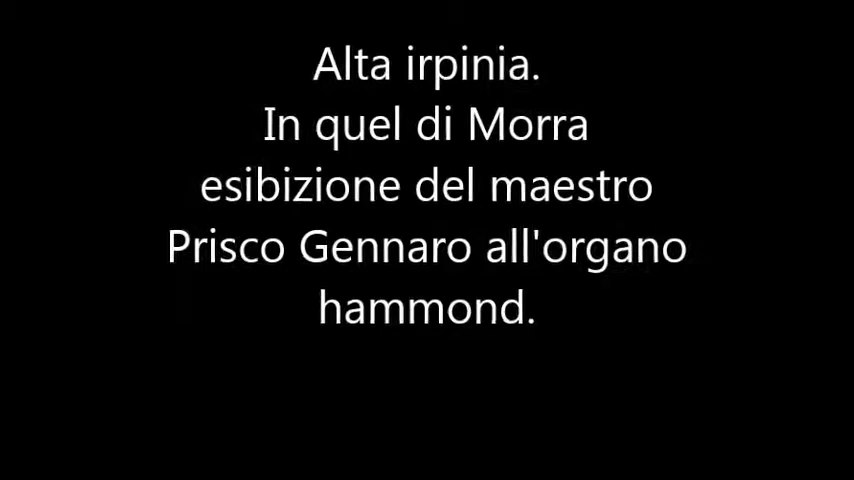 Alta irpinia.
In quel di Morra
esibizione del maestro
Prisco Gennaro all'organo
hammond.